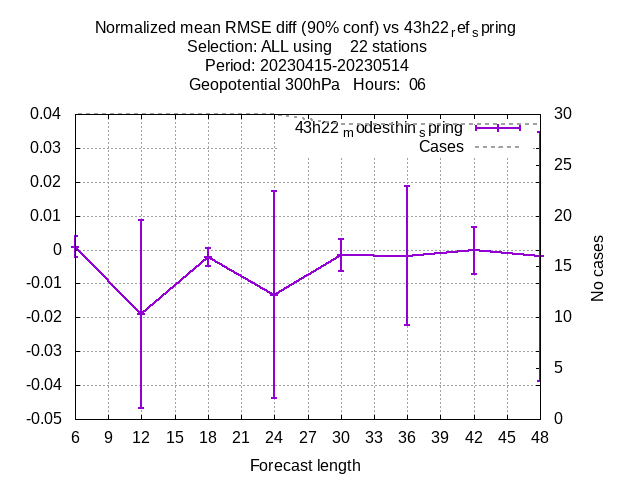 Normalized mean RMSE diff (90% conf) vs 43h22refspring
Selection: ALL using 22 stations
Period: 20230415-20230514
Geopotential 300hPa Hours: 06
43h22modesthinspring
Cases
0.04
0.03
0.02
0.01
0
-0.01
-0.02
-0.03
-0.04
-0.05
30
25
20
15
10
5
0
No cases
6 9 12 15 18 21 24 27 30 33 36 39 42 45 48
Forecast length